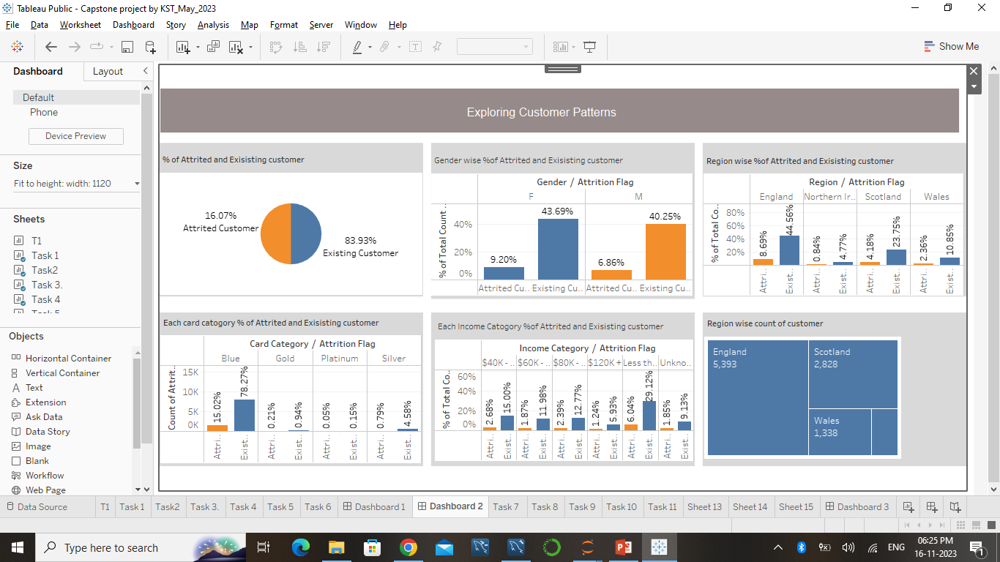 Tableau Public - Capstone project by KST_May_2023
File Data Worksheet Dashboard Story Analysis Map Format Server Window Help
Show Me
Dashboard Layout
Default
Phone
Device Preview
Size
Fit to height: width: 1120
Sheets
T1
Task 1
Task2
Task 3.
Task 4
Objects
Horizontal Container
Vertical Container
Text
Extension
Ask Data
Data Story
Image
Blank
Workflow
Web Page
Exploring Customer Patterns
% of Attrited and Exisisting customer
16.07%
Attrited Customer
83.93%
Existing Customer
Gender wise %of Attrited and Exisisting customer
Gender / Attrition Flag
F M
% of Total Count ..
40%
20%
0%
9.20% 43.69% 6.86% 40.25%
Attrited Cu.. Existing Cu.. Attrited Cu.. Existing Cu..
Region wise %of Attrited and Exisisting customer
Region / Attrition Flag
England Northern Ir.. Scotland Wales
% of Total Co..
80%
60%
40%
20%
8.69% 44.56% 0.84% 4.77% 4.18% 23.75% 2.36% 10.85%
Attri.. Exist.. Attri.. Exist.. Attri.. Exist.. Attri.. Exist..
Each card catogory % of Attrited and Exisisting customer
Card Category / Attrition Flag
Blue Gold Platinum Silver
Count of Attrit..
15K
10K
5K
0K
15.02% 78.27% 0.21% 0.94% 0.05% 0.15% 0.79% 4.58%
Attri.. Exist.. Attri.. Exist.. Attri.. Exist.. Attri.. Exist..
Each Income Catogory %of Attrited and Exisisting customer
Income Category / Attrition Flag
$40K - .. $60K - .. $80K - .. $120K + Less th.. Unkno..
% of Total Co..
60%
40%
20%
0%
2.68% 15.00% 1.87% 11.98% 2.39% 12.77% 1.24% 5.93% 6.04% 29.12% 1.85% 9.13%
Attri.. Exist.. Attri.. Exist.. Attri.. Exist.. Attri.. Exist.. Attri.. Exist.. Attri.. Exist..
Region wise count of customer
England
5,393
Scotland
2,828
Wales
1,338
Data Source T1 Task 1 Task2 Task 3. Task 4 Task 5 Task 6 Dashboard 1 Dashboard 2 Task 7 Task 8 Task 9 Task 10 Task 11 Sheet 13 Sheet 14 Sheet 15 Dashboard 3
Type here to search
ENG
06:25 PM
16-11-2023
1